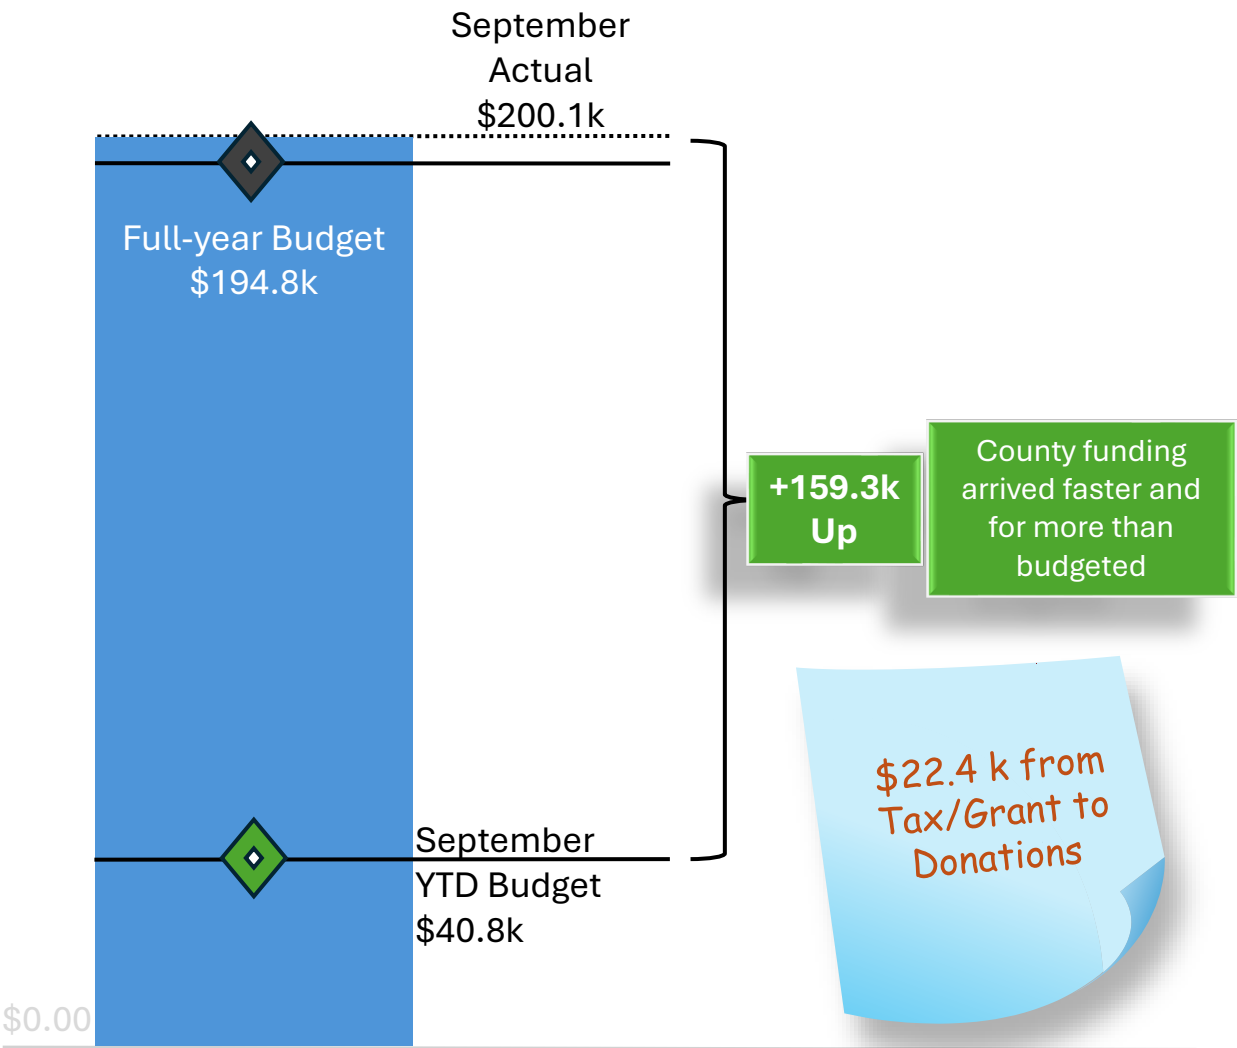 September
Actual
$200.1k
Full-year Budget
$194.8k
+159.3k
Up
County funding
arrived faster and
for more than
budgeted
$22.4 k from
Tax/Grant to
Donations
September
YTD Budget
$40.8k
$0.00